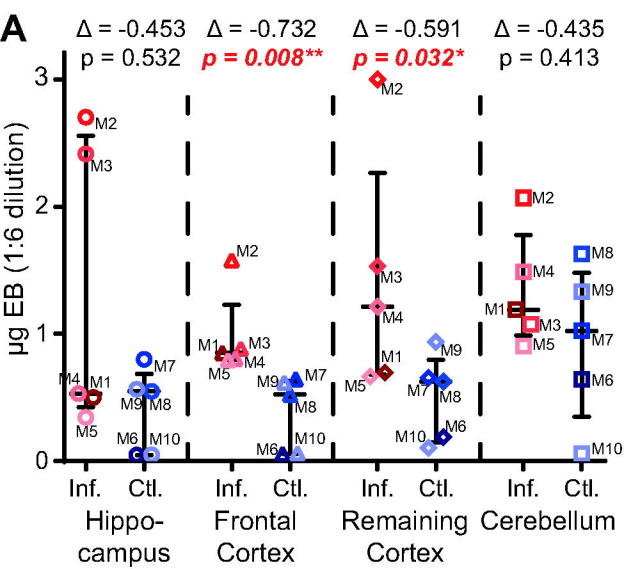 A
Δ = -0.453
p = 0.532
Δ = -0.732
p = 0.008**
Δ = -0.591
p = 0.032*
Δ = -0.435
p = 0.413
µg EB (1:6 dilution)
3
2
1
0
M2
M3
M4
M1
M5
M7
M9
M8
M6
M10
M2
M1
M3
M5
M4
M9
M7
M8
M6
M10
M2
M3
M4
M5
M1
M9
M7
M8
M10
M6
M2
M4
M1
M3
M5
M8
M9
M7
M6
M10
Inf.
Ctl.
Inf.
Ctl.
Inf.
Ctl.
Inf.
Ctl.
Hippo-
campus
Frontal
Cortex
Remaining
Cortex
Cerebellum